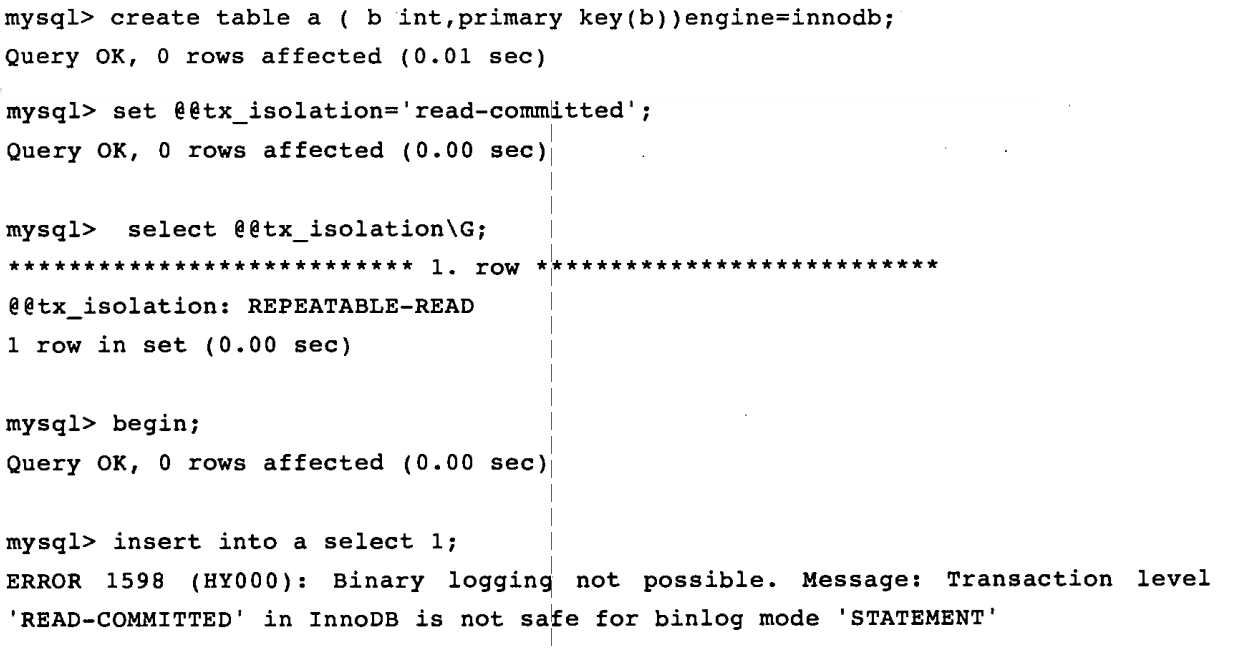 mysql> create table a ( b int,primary key(b))engine=innodb;
Query OK, 0 rows affected (0.01 sec)
mysql> set @@tx_isolation='read-committed';
Query OK, 0 rows affected (0.00 sec)
mysql>  select @@tx_isolation\G;
*************************** 1. row ***************************
@@tx_isolation: REPEATABLE-READ
1 row in set (0.00 sec)
mysql> begin;
Query OK, 0 rows affected (0.00 sec)
mysql> insert into a select 1;
ERROR 1598 (HY000): Binary logging not possible. Message: Transaction level
'READ-COMMITTED' in InnoDB is not safe for binlog mode 'STATEMENT'